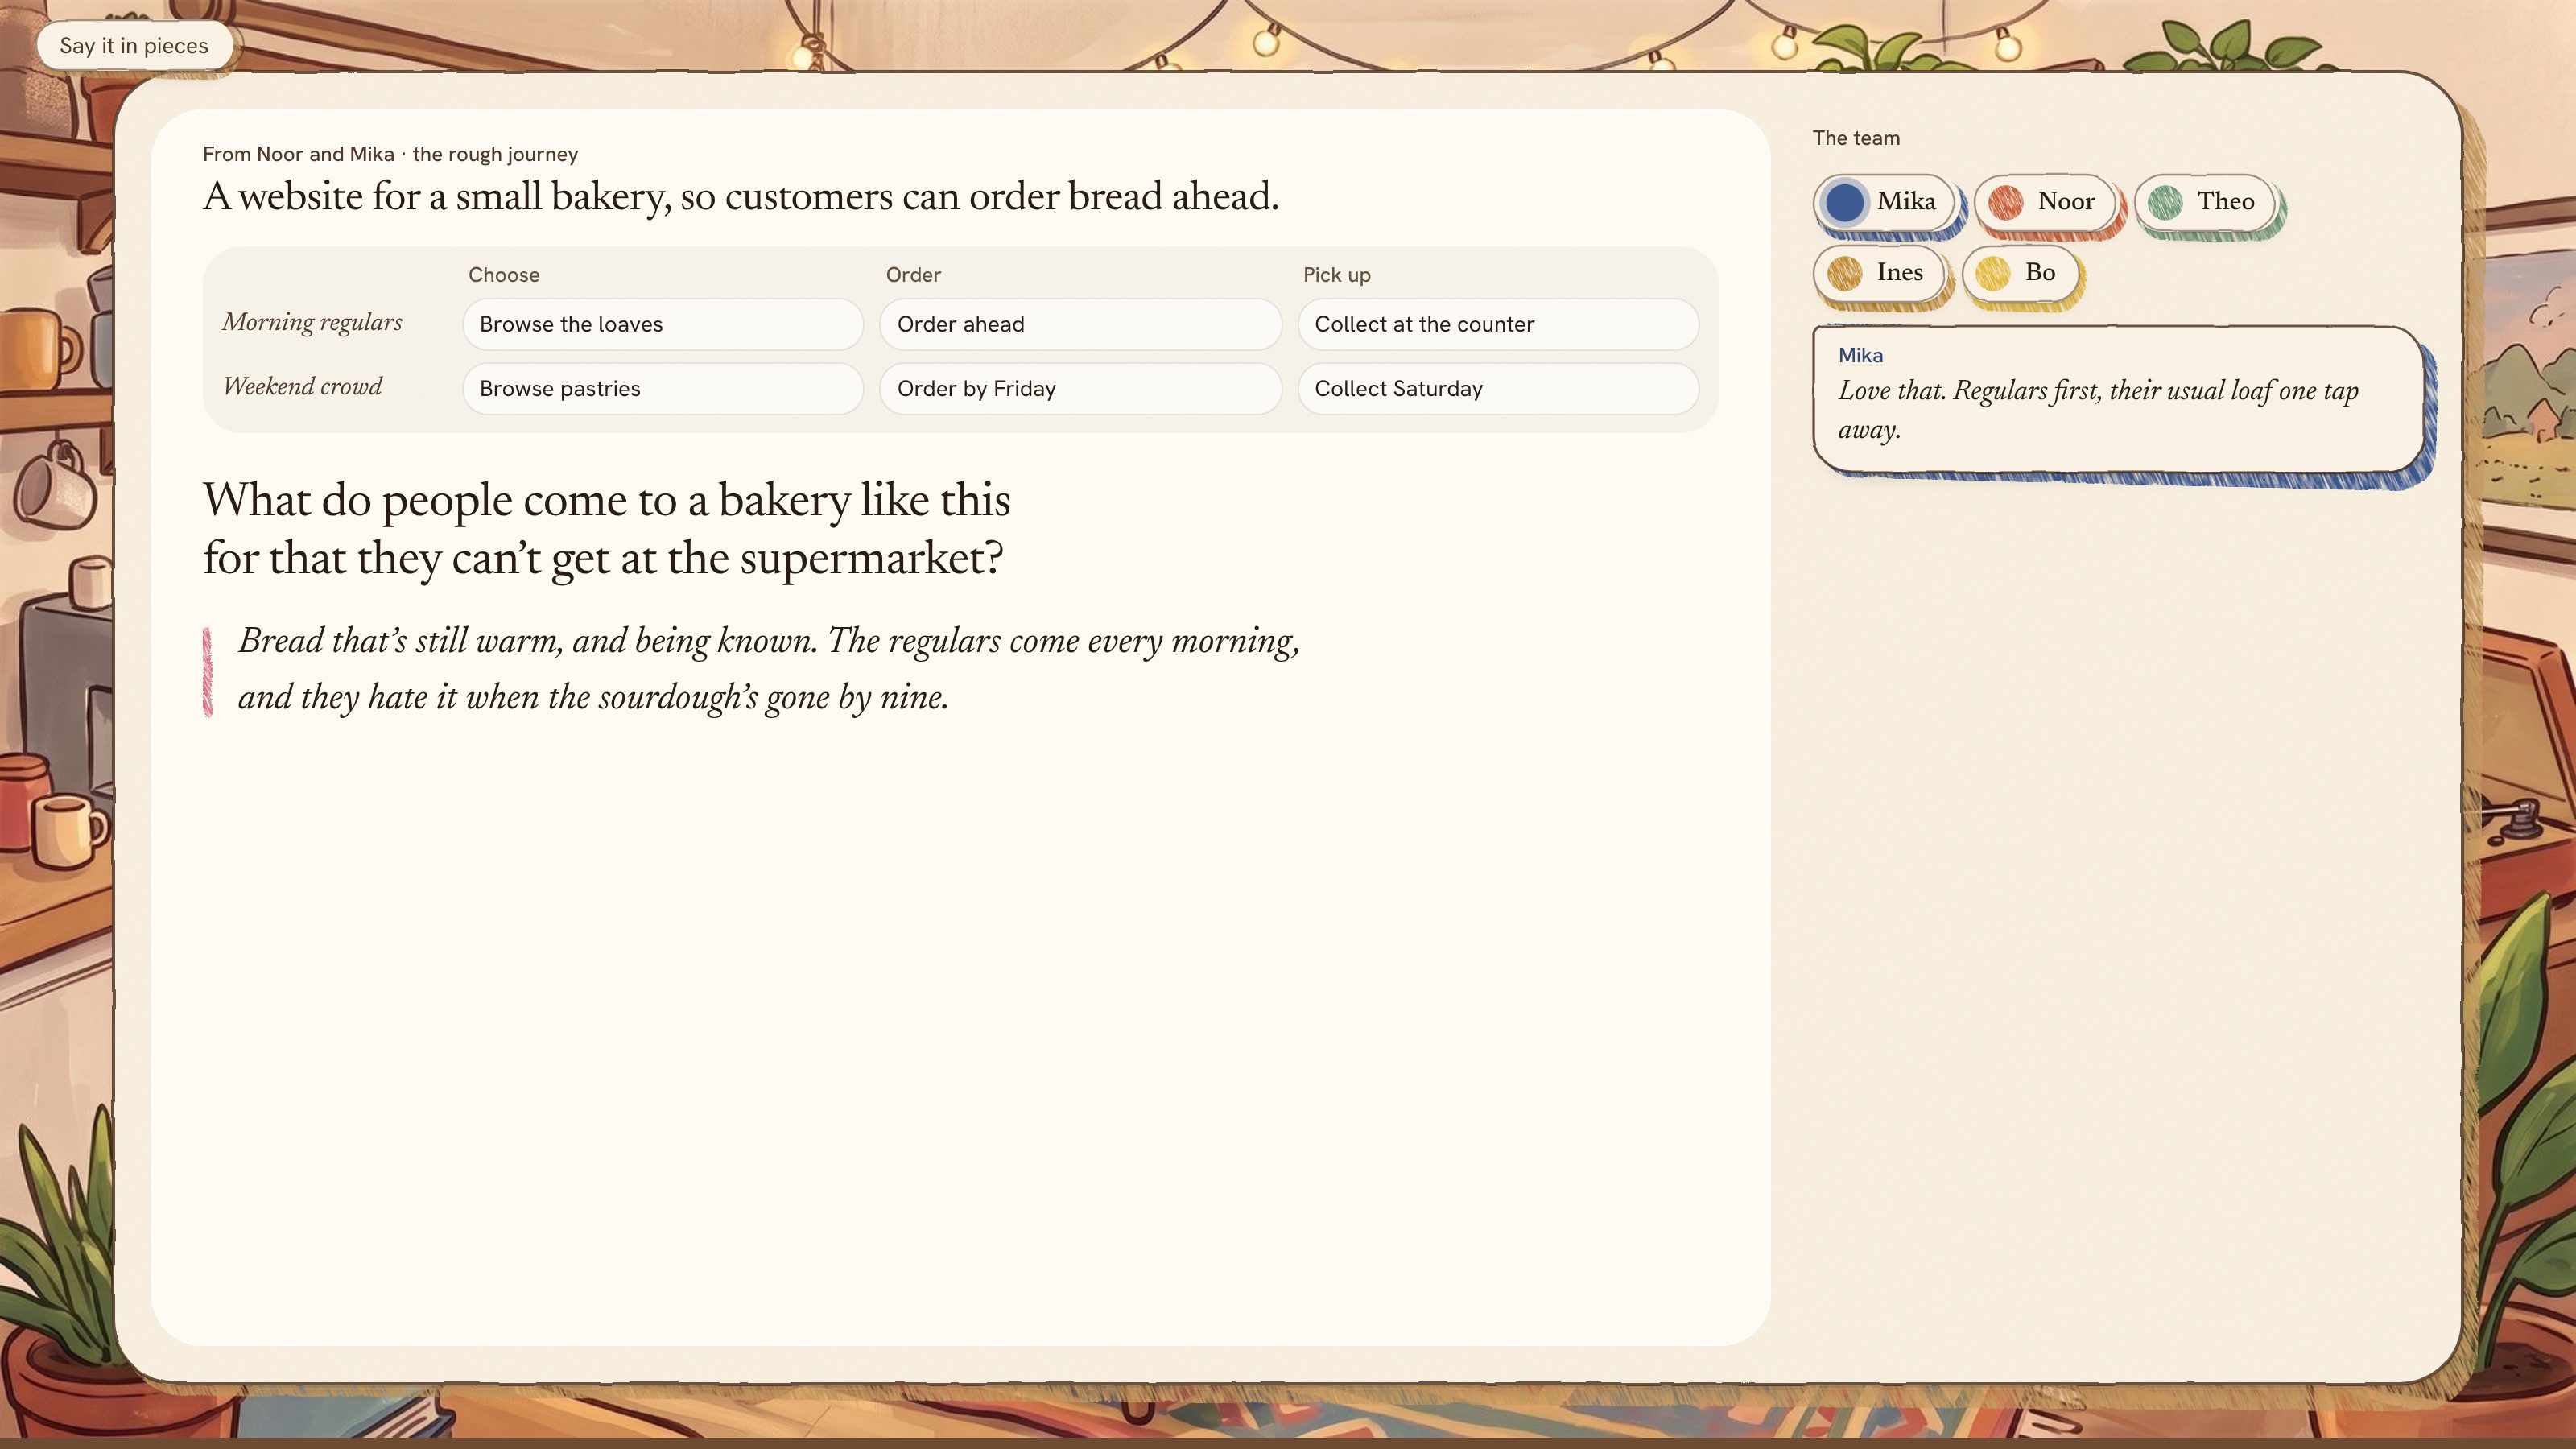 Say it in pieces
From Noor and Mika · the rough journey
A website for a small bakery, so customers can order bread ahead.
Choose Order Pick up
Morning regulars Browse the loaves Order ahead Collect at the counter
Weekend crowd Browse pastries Order by Friday Collect Saturday
What do people come to a bakery like this
for that they can’t get at the supermarket?
Bread that’s still warm, and being known. The regulars come every morning,
and they hate it when the sourdough’s gone by nine.
The team
Mika Noor Theo
Ines Bo
Mika
Love that. Regulars first, their usual loaf one tap
away.